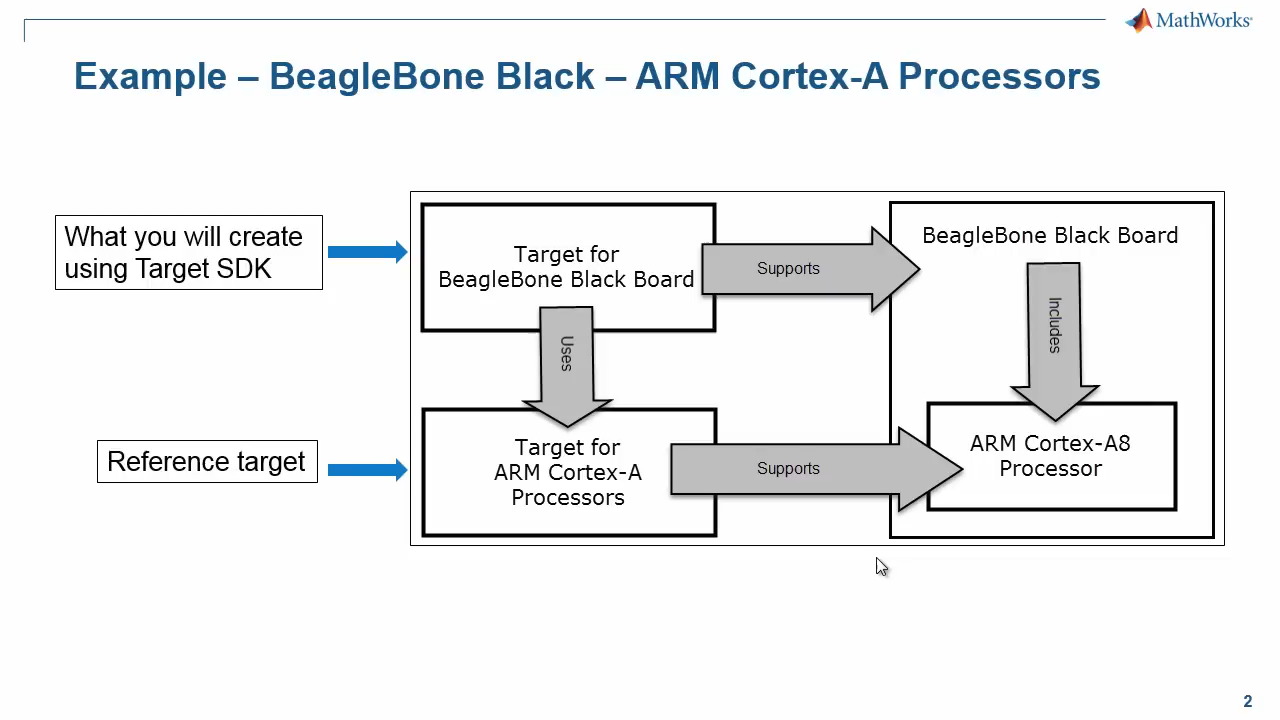 MathWorks
Example – BeagleBone Black – ARM Cortex-A Processors
What you will create
using Target SDK
Target for
BeagleBone Black Board
Supports
BeagleBone Black Board
Uses
Includes
Reference target
Target for
ARM Cortex-A
Processors
Supports
ARM Cortex-A8
Processor
2